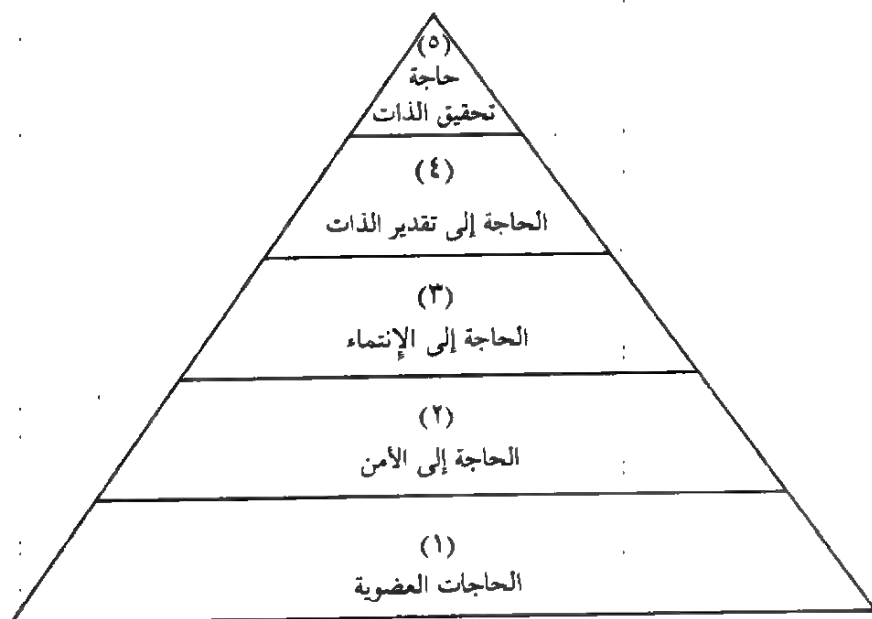 (٥)
حاجة
تحقيق الذات
(٤)
الحاجة إلى تقدير الذات
(٣)
الحاجة إلى الإنتماء
(٢)
الحاجة إلى الأمن
(١)
الحاجات العضوية